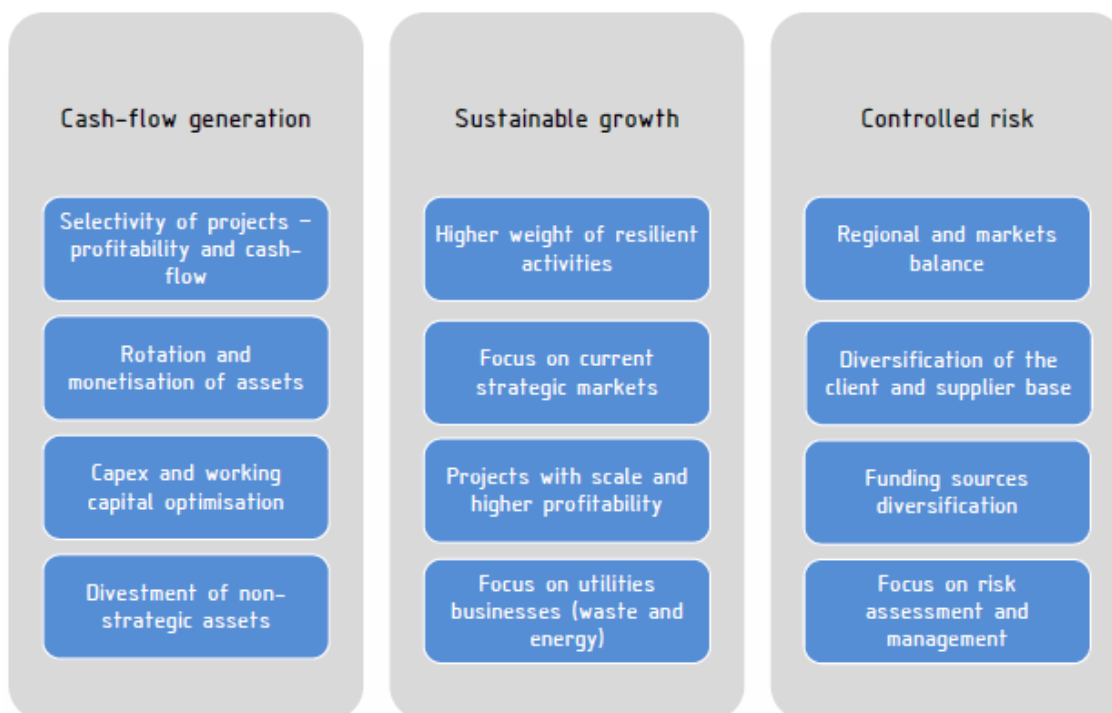 Cash-flow generation
Selectivity of projects –
profitability and cash-
flow
Rotation and
monetisation of assets
Capex and working
capital optimisation
Divestment of non-
strategic assets
Sustainable growth
Higher weight of resilient
activities
Focus on current
strategic markets
Projects with scale and
higher profitability
Focus on utilities
businesses (waste and
energy)
Controlled risk
Regional and markets
balance
Diversification of the
client and supplier base
Funding sources
diversification
Focus on risk
assessment and
management